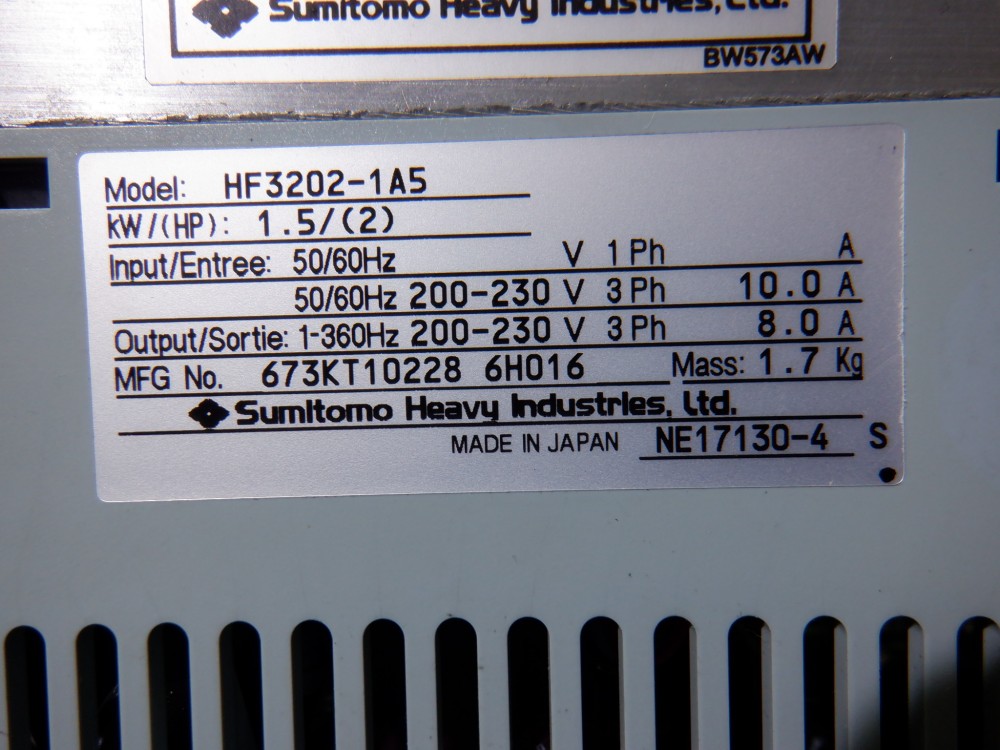 Sumitomo Heavy Industries, Ltd.
BW573AW
Model: HF3202-1A5
kW/(HP): 1.5/(2)
Input/Entree: 50/60Hz V 1 Ph A
50/60Hz 200-230 V 3 Ph 10.0 A
Output/Sortie: 1-360Hz 200-230 V 3 Ph 8.0 A
MFG No. 673KT10228 6H016 Mass: 1.7 Kg
Sumitomo Heavy Industries, Ltd.
MADE IN JAPAN NE17130-4 S